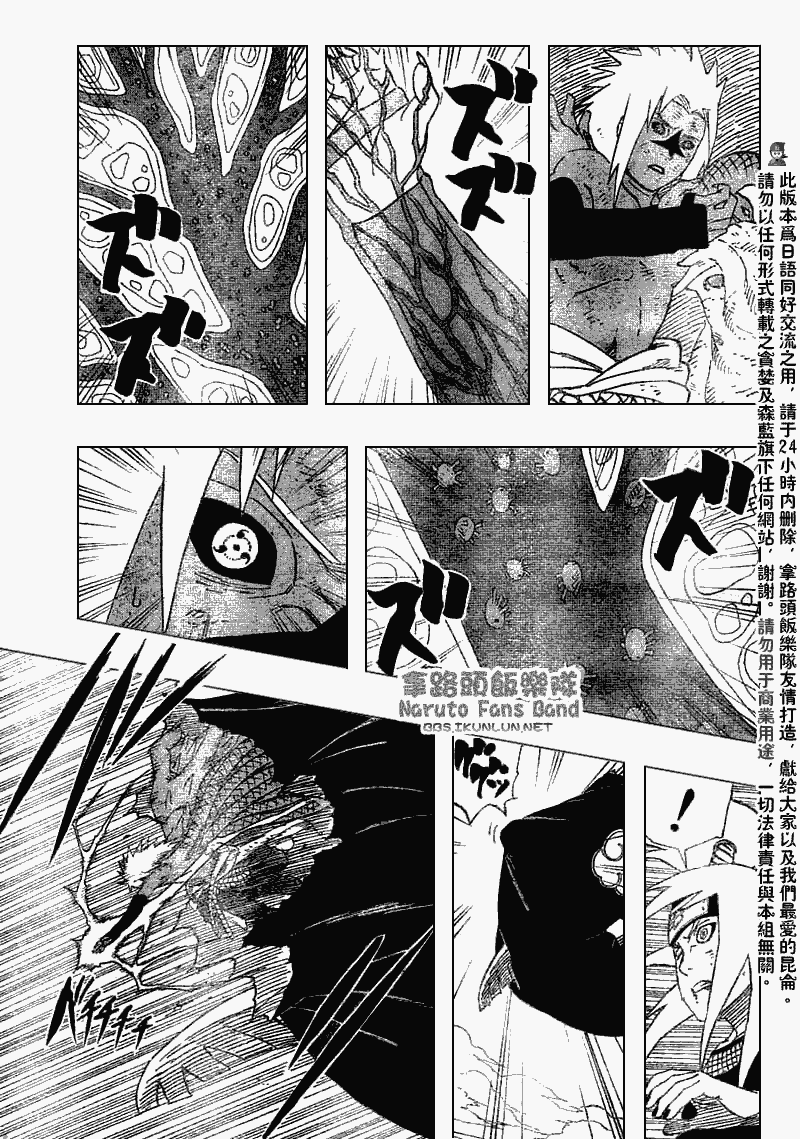 ズズ
ズズ
ズ
ズ
！
ググッ
バチチチチ
此版本爲日語同好交流之用，請于24小時内删除，拿路頭飯樂隊友情打造，獻給大家以及我們最愛的昆侖。
請勿以任何形式轉載之貪婪及森藍旗下任何網站，謝謝。請勿用于商業用途，一切法律責任與本組無關。
拿路頭飯樂隊
Naruto Fans Band
BBS.IKUNLUN.NET